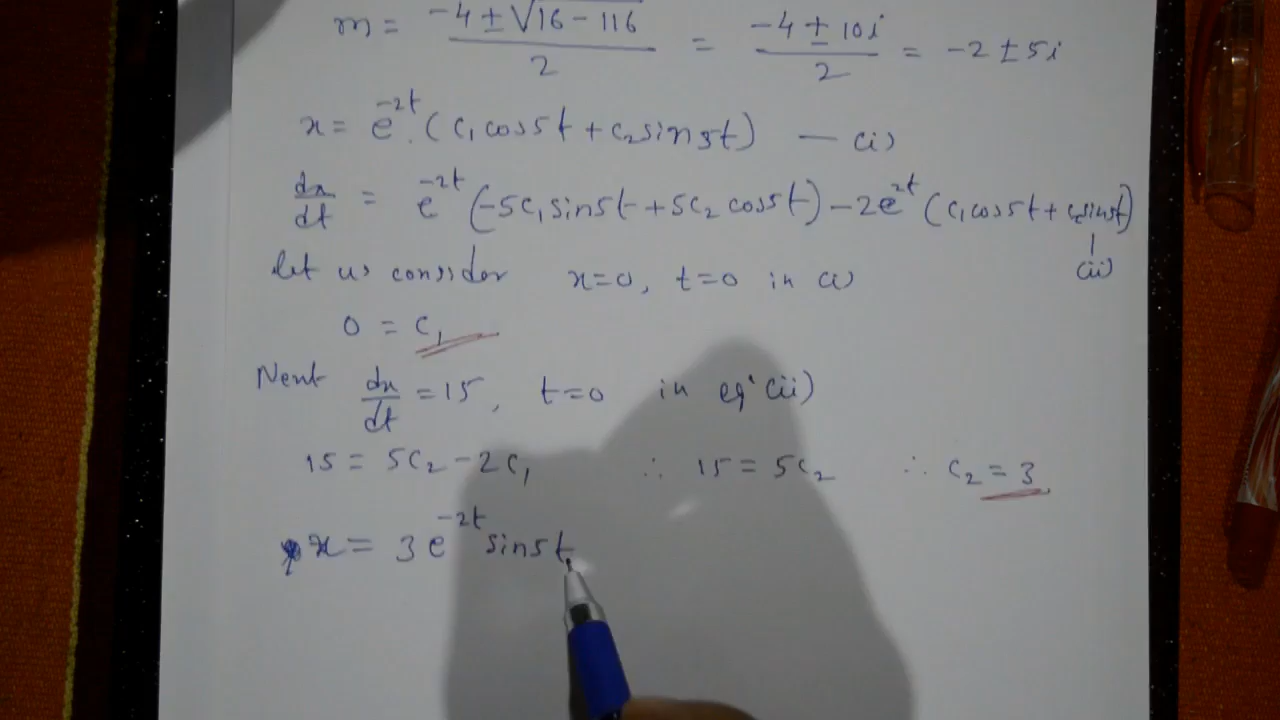 m = (-4 ± √16 - 116)/2 = (-4 ± 10i)/2 = -2 ± 5i
x = e^-2t (c1 cos5t + c2 sin5t) — (i)
dx/dt = e^-2t (-5c1 sin5t + 5c2 cos5t) - 2e^-2t (c1 cos5t + c2 sin5t)
(ii)
let us consider x=0, t=0 in (i)
0 = c1
Next dx/dt = 15, t=0 in eqⁿ (ii)
15 = 5c2 - 2c1 ∴ 15 = 5c2 ∴ c2 = 3
x = 3e^-2t sin5t